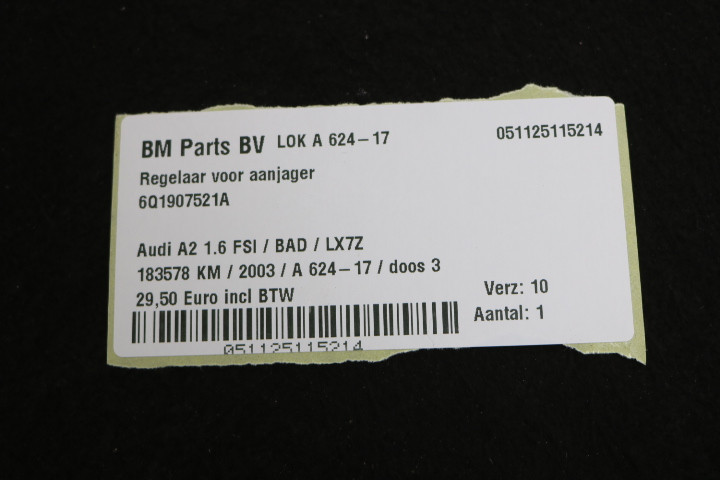 BM Parts BV LOK A 624-17 051125115214
Regelaar voor aanjager
6Q1907521A
Audi A2 1.6 FSI / BAD / LX7Z
183578 KM / 2003 / A 624-17 / doos 3
29,50 Euro incl BTW Verz: 10
Aantal: 1
051125115214